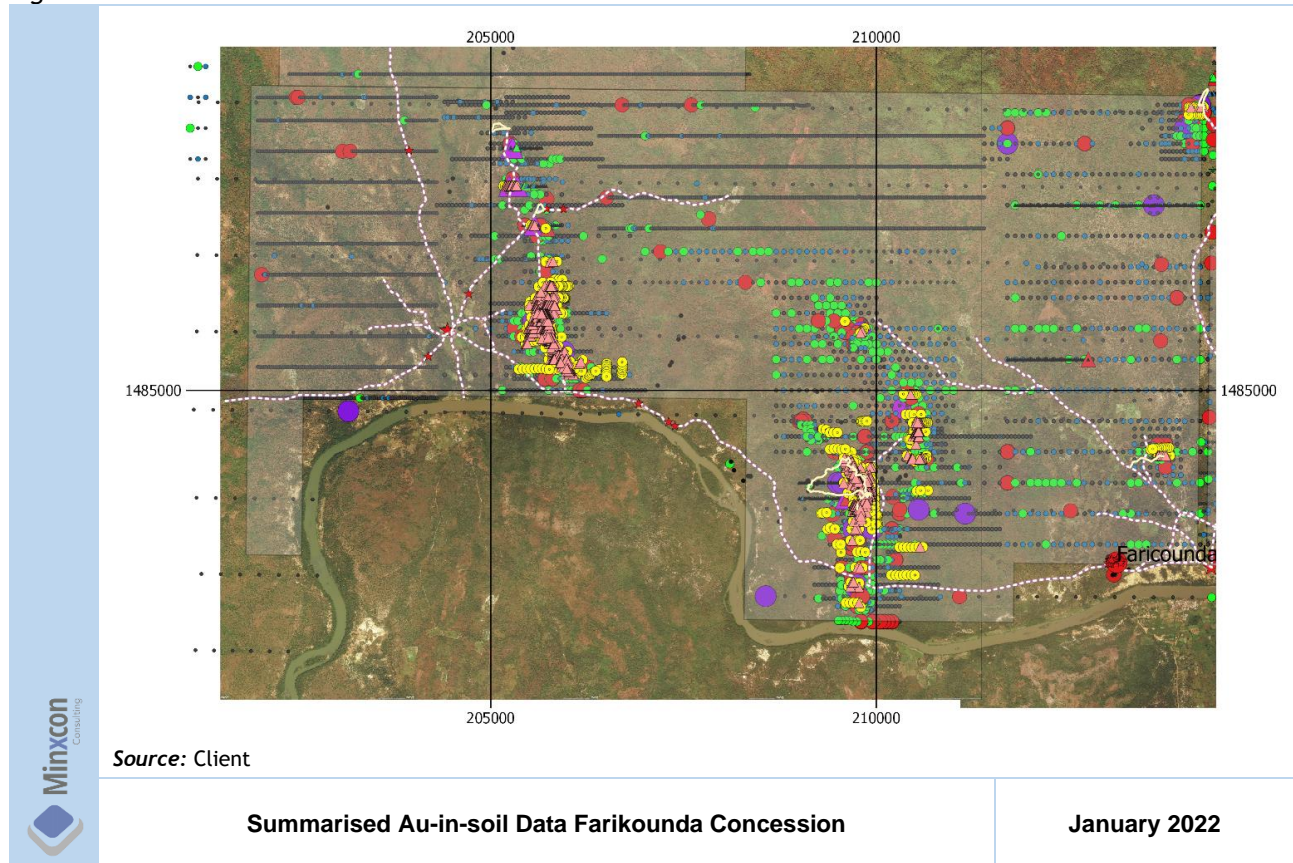 205000
210000
1485000
1485000
Faricounda
205000
210000
Source: Client
Minxcon
Consulting
Summarised Au-in-soil Data Farikounda Concession
January 2022